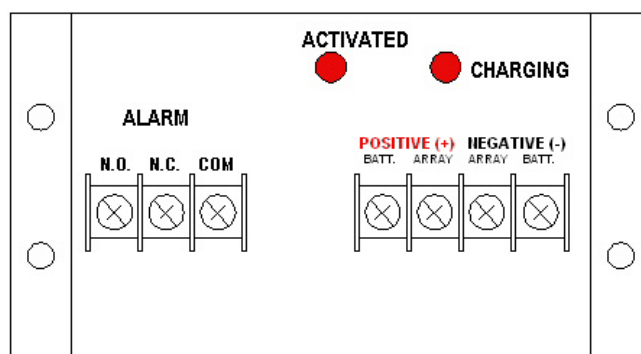 ACTIVATED
CHARGING
ALARM
N.O. N.C. COM
POSITIVE (+) NEGATIVE (-)
BATT. ARRAY ARRAY BATT.